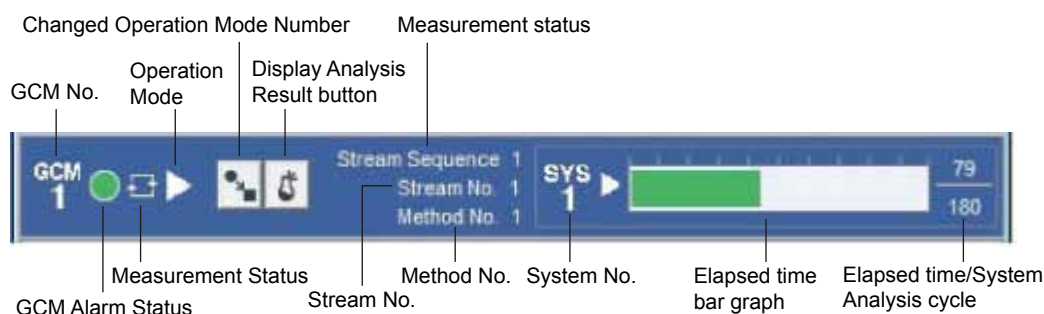 Changed Operation Mode Number
Measurement status
Operation
Mode
Display Analysis
Result button
GCM No.
GCM
1
Stream Sequence 1
Stream No. 1
Method No. 1
SYS
1
79
180
Measurement Status
Method No.
System No.
Elapsed time
bar graph
Elapsed time/System
Analysis cycle
GCM Alarm Status
Stream No.